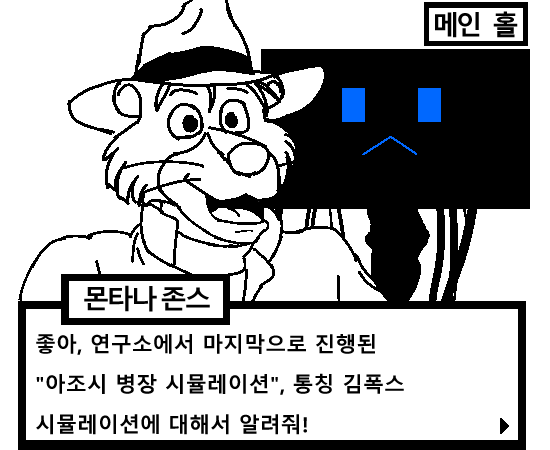 메인 홀
몬타나 존스
좋아, 연구소에서 마지막으로 진행된
"아조시 병장 시뮬레이션", 통칭 김폭스
시뮬레이션에 대해서 알려줘!